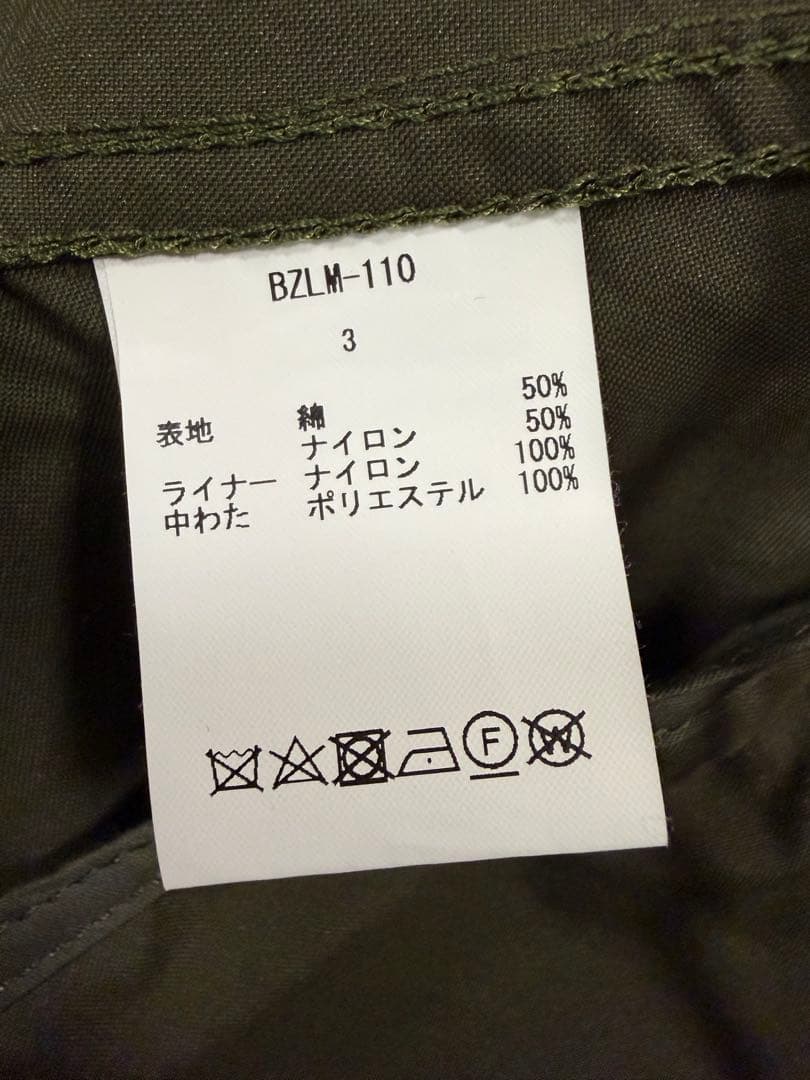 BZLM-110
3
表地 綿 50%
ナイロン 50%
ライナー ナイロン 100%
中わた ポリエステル 100%
F
W